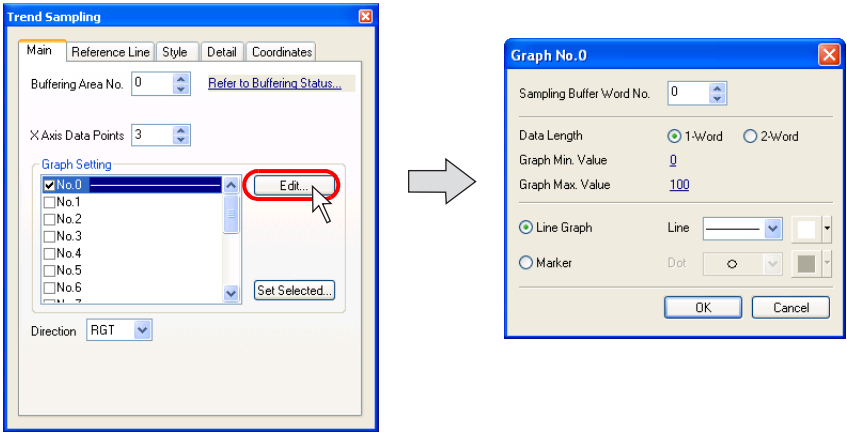 Trend Sampling
Main Reference Line Style Detail Coordinates
Buffering Area No. 0 Refer to Buffering Status...
X Axis Data Points 3
Graph Setting
No.0 Edit...
No.1
No.2
No.3
No.4
No.5
No.6 Set Selected...
Direction RGT
Graph No.0
Sampling Buffer Word No. 0
Data Length 1-Word 2-Word
Graph Min. Value 0
Graph Max. Value 100
Line Graph Line
Marker Dot
OK Cancel